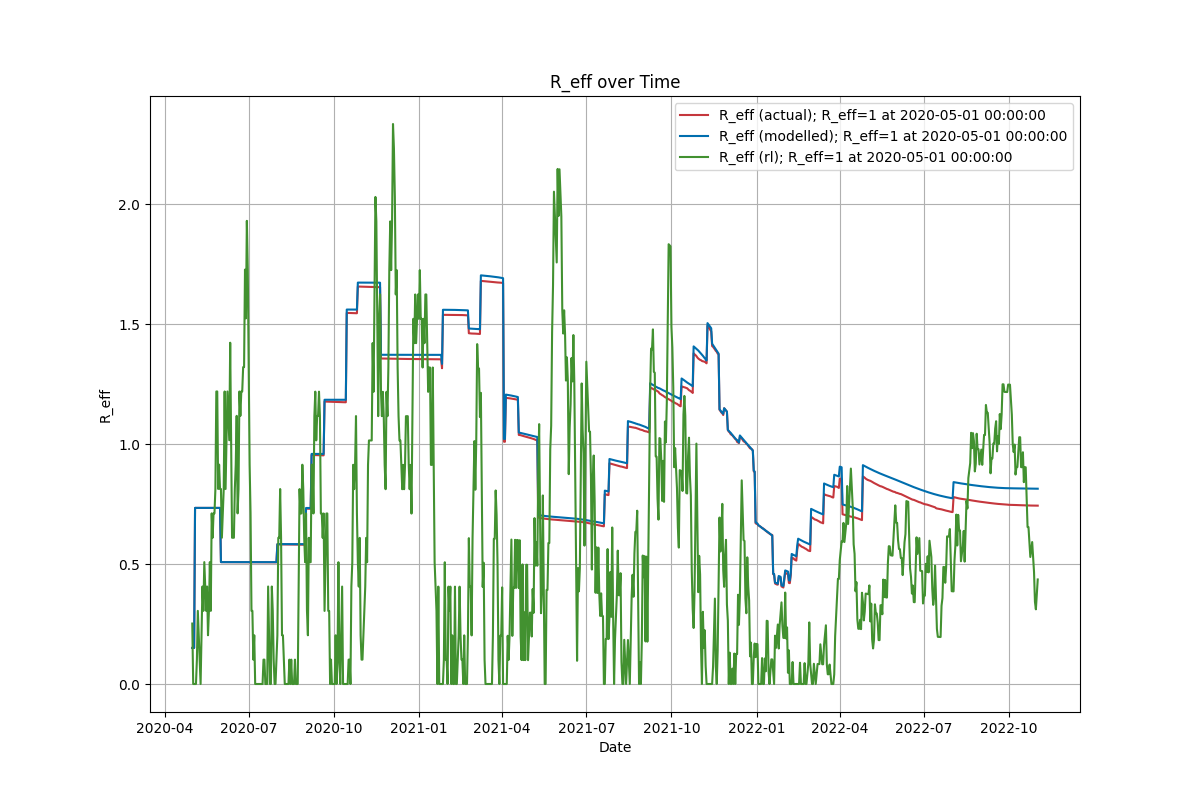 R_eff over Time
R_eff (actual); R_eff=1 at 2020-05-01 00:00:00
R_eff (modelled); R_eff=1 at 2020-05-01 00:00:00
R_eff (rl); R_eff=1 at 2020-05-01 00:00:00
R_eff
2.0
1.5
1.0
0.5
0.0
2020-04 2020-07 2020-10 2021-01 2021-04 2021-07 2021-10 2022-01 2022-04 2022-07 2022-10
Date